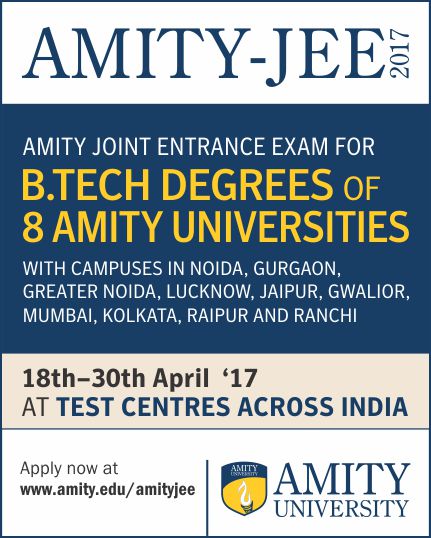 AMITY-JEE 2017
AMITY JOINT ENTRANCE EXAM FOR
B.TECH DEGREES OF
8 AMITY UNIVERSITIES
WITH CAMPUSES IN NOIDA, GURGAON,
GREATER NOIDA, LUCKNOW, JAIPUR, GWALIOR,
MUMBAI, KOLKATA, RAIPUR AND RANCHI
18th–30th April ‘17
AT TEST CENTRES ACROSS INDIA
Apply now at
www.amity.edu/amityjee
AMITY
UNIVERSITY
AMITY
UNIVERSITY